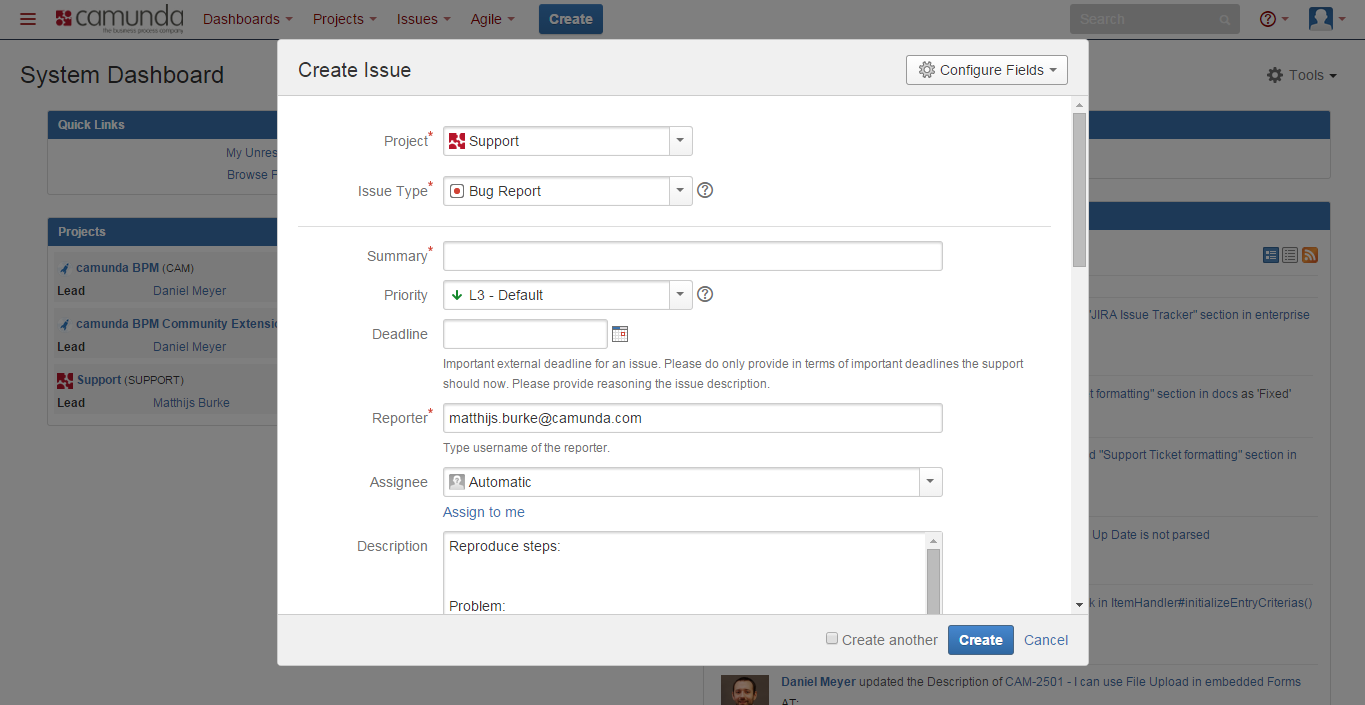 camunda
the business process company
Dashboards Projects Issues Agile Create Search
System Dashboard
Tools
Quick Links
My Unres
Browse F
Projects
camunda BPM (CAM)
Lead Daniel Meyer
camunda BPM Community Extensio
Lead Daniel Meyer
Support (SUPPORT)
Lead Matthijs Burke
Create Issue
Configure Fields
Project* Support
Issue Type* Bug Report
Summary*
Priority L3 - Default
Deadline
Important external deadline for an issue. Please do only provide in terms of important deadlines the support
should now. Please provide reasoning the issue description.
Reporter* matthijs.burke@camunda.com
Type username of the reporter.
Assignee Automatic
Assign to me
Description Reproduce steps:
Problem:
Create another Create Cancel
"JIRA Issue Tracker" section in enterprise
t formatting" section in docs as 'Fixed'
d "Support Ticket formatting" section in
Up Date is not parsed
k in ItemHandler#initializeEntryCriterias()
Daniel Meyer updated the Description of CAM-2501 - I can use File Upload in embedded Forms
AT: